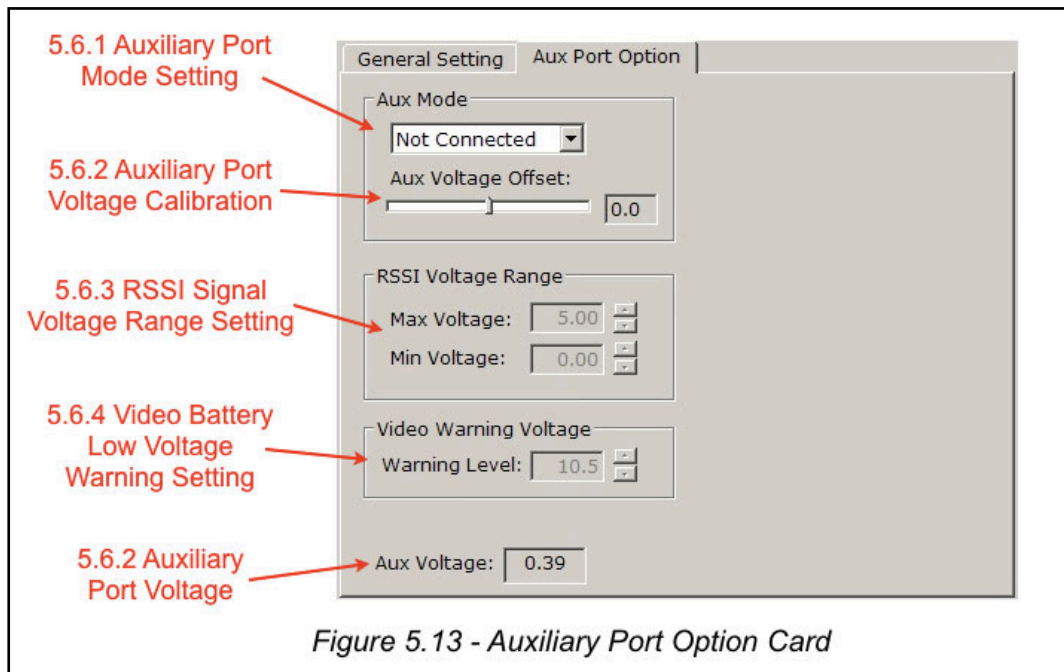 5.6.1 Auxiliary Port
Mode Setting
5.6.2 Auxiliary Port
Voltage Calibration
5.6.3 RSSI Signal
Voltage Range Setting
5.6.4 Video Battery
Low Voltage
Warning Setting
5.6.2 Auxiliary
Port Voltage
General Setting
Aux Port Option
Aux Mode
Not Connected
Aux Voltage Offset:
0.0
RSSI Voltage Range
Max Voltage: 5.00
Min Voltage: 0.00
Video Warning Voltage
Warning Level: 10.5
Aux Voltage: 0.39
Figure 5.13 - Auxiliary Port Option Card